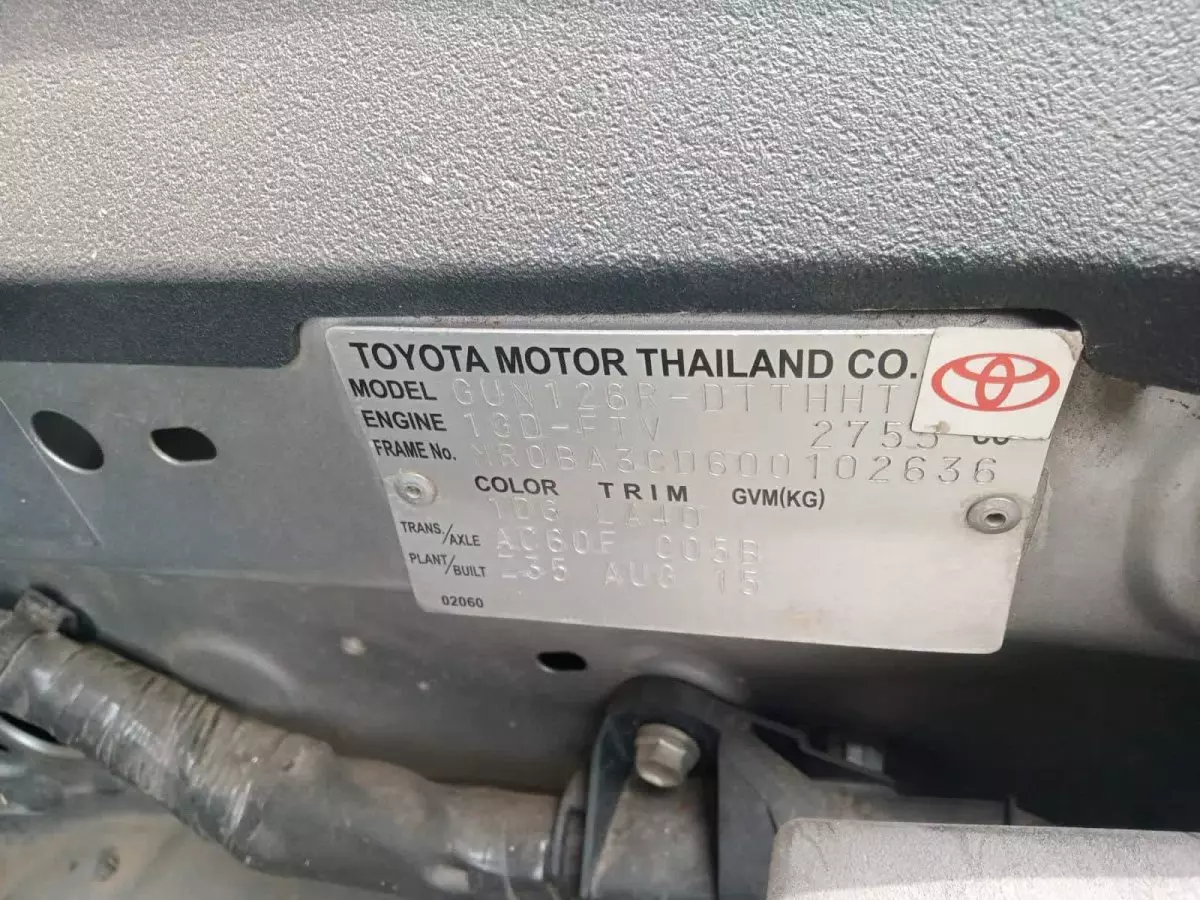 TOYOTA MOTOR THAILAND CO.
MODEL GUN126R-DTTHHT
ENGINE 1GD-FTV 2755 CC
FRAME No. MR0BA3CD600102636
COLOR TRIM GVM(KG)
1D6 LA40
TRANS/AXLE AC60F C05B
PLANT/BUILT -35 AUG 15
02060